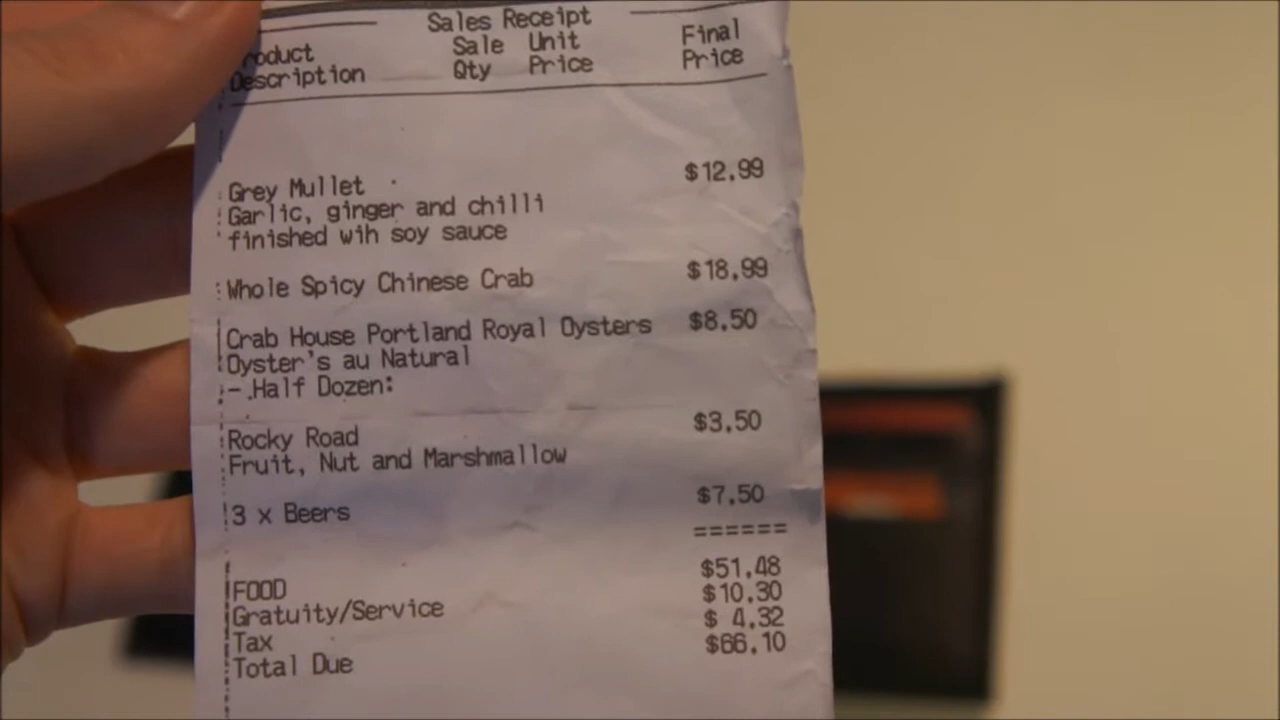 Sales Receipt
roduct Sale Unit Final
Description Qty Price Price
Grey Mullet $12.99
Garlic, ginger and chilli
finished wih soy sauce
Whole Spicy Chinese Crab $18.99
Crab House Portland Royal Oysters $8.50
Oyster's au Natural
- .Half Dozen:
Rocky Road $3.50
Fruit, Nut and Marshmallow
3 x Beers $7.50
======
FOOD $51.48
Gratuity/Service $10.30
Tax $ 4.32
Total Due $66.10